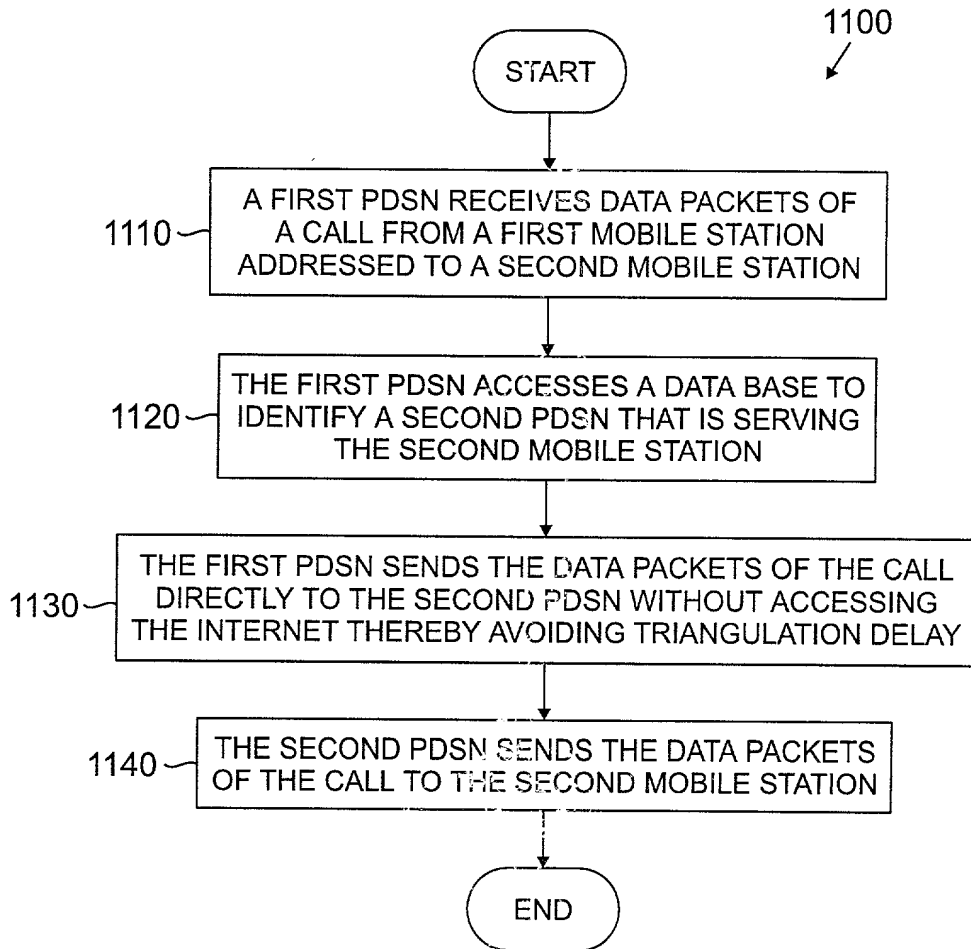 1100
START
1110
A FIRST PDSN RECEIVES DATA PACKETS OF
A CALL FROM A FIRST MOBILE STATION
ADDRESSED TO A SECOND MOBILE STATION
1120
THE FIRST PDSN ACCESSES A DATA BASE TO
IDENTIFY A SECOND PDSN THAT IS SERVING
THE SECOND MOBILE STATION
1130
THE FIRST PDSN SENDS THE DATA PACKETS OF THE CALL
DIRECTLY TO THE SECOND PDSN WITHOUT ACCESSING
THE INTERNET THEREBY AVOIDING TRIANGULATION DELAY
1140
THE SECOND PDSN SENDS THE DATA PACKETS
OF THE CALL TO THE SECOND MOBILE STATION
END